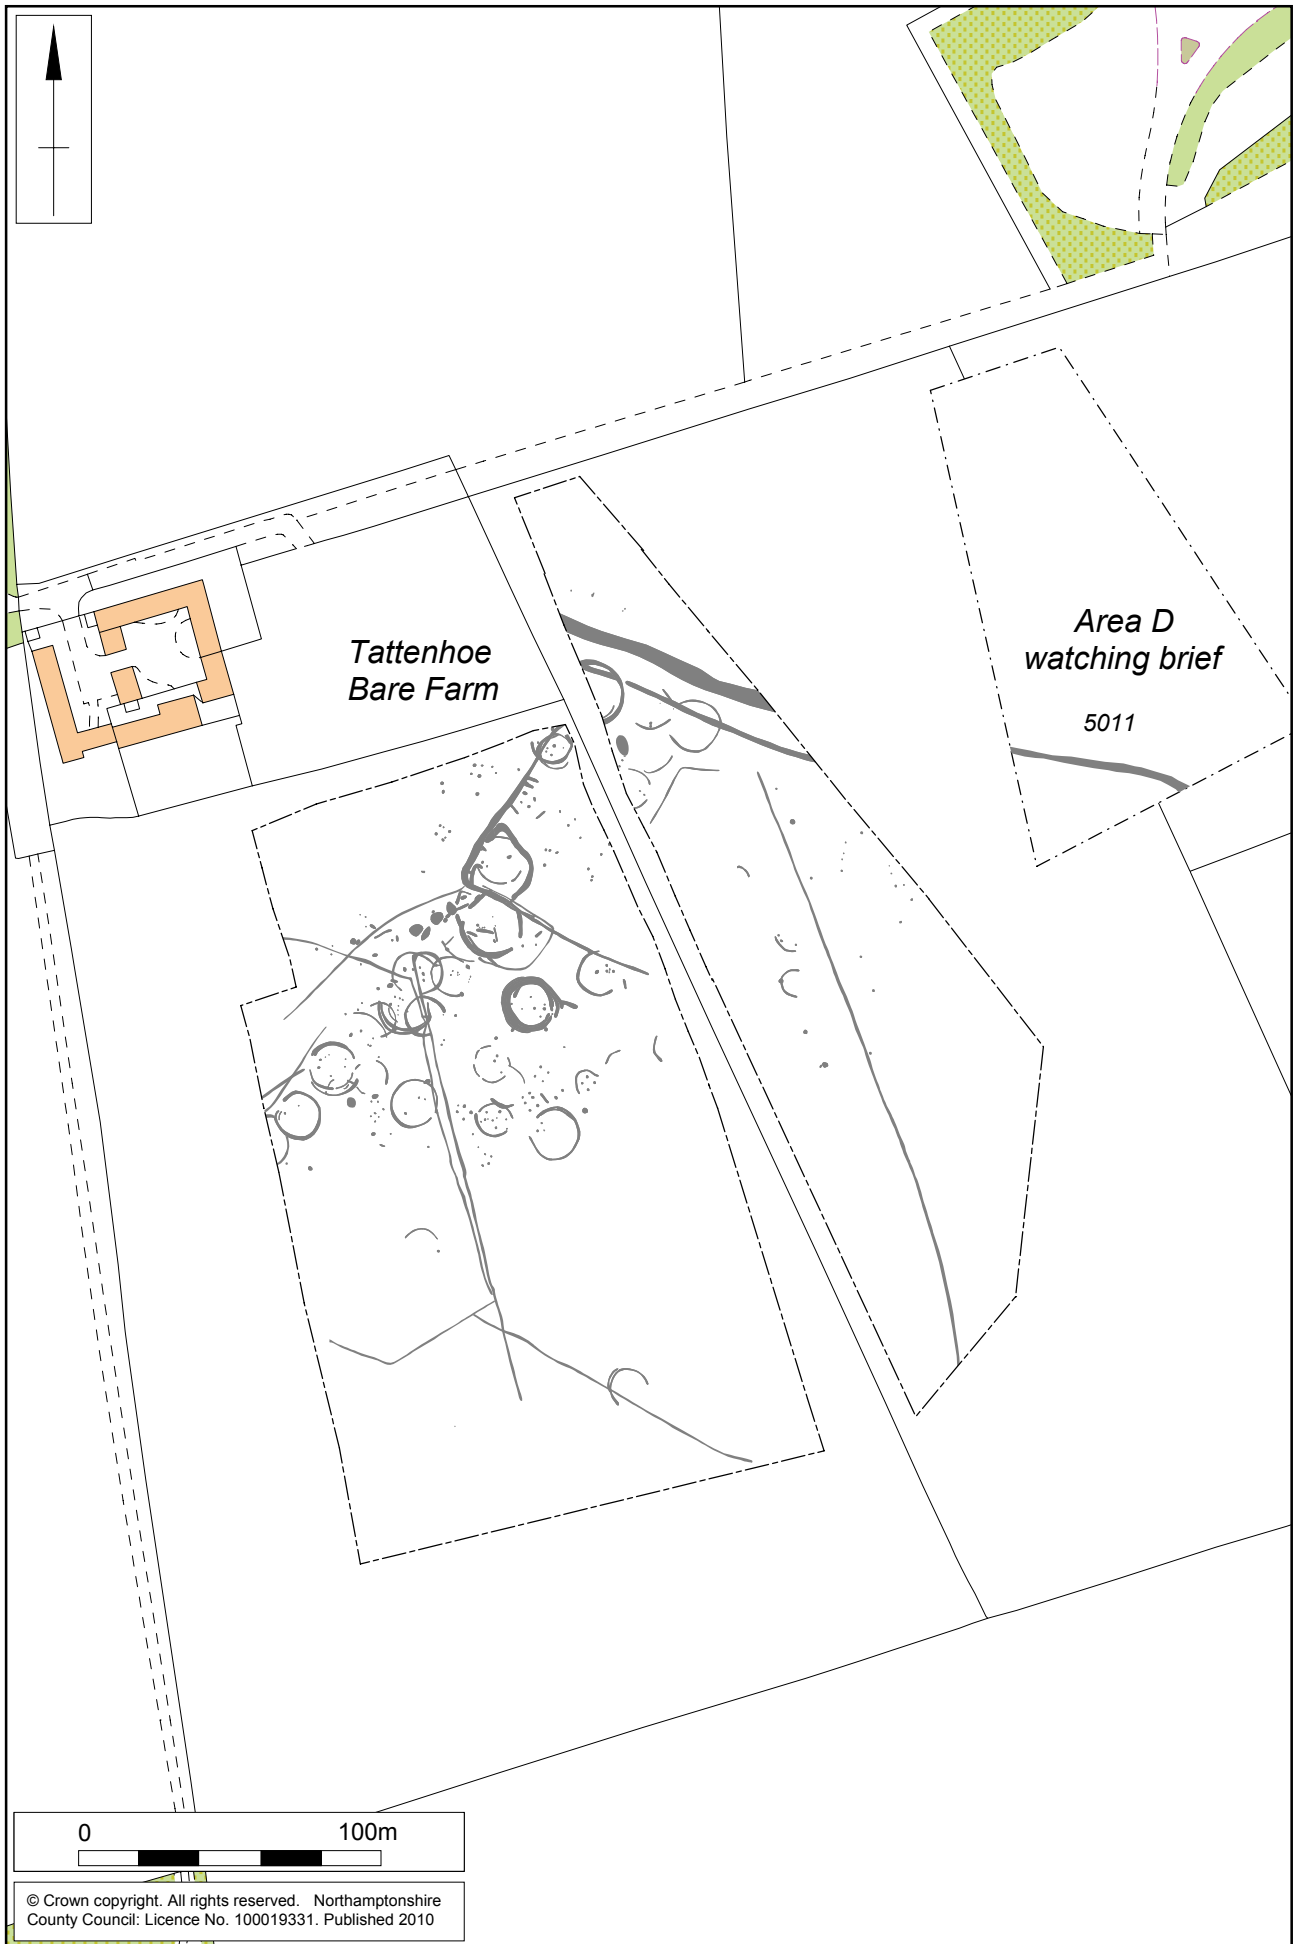 Tattenhoe
Bare Farm
Area D
watching brief
5011
0 100m
© Crown copyright. All rights reserved. Northamptonshire
County Council: Licence No. 100019331. Published 2010